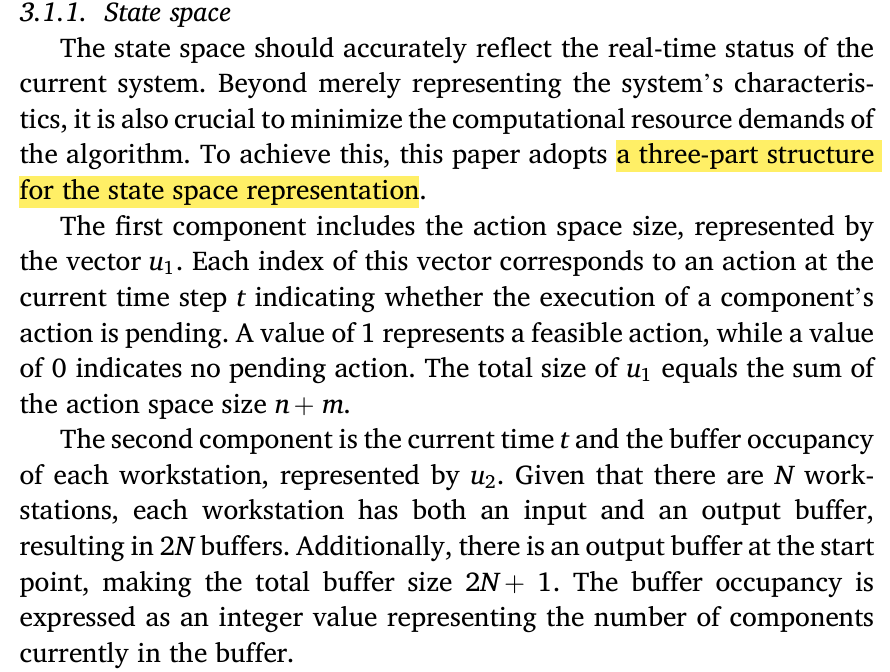 3.1.1. State space
The state space should accurately reflect the real-time status of the
current system. Beyond merely representing the system’s characteris-
tics, it is also crucial to minimize the computational resource demands of
the algorithm. To achieve this, this paper adopts a three-part structure
for the state space representation.
The first component includes the action space size, represented by
the vector u₁. Each index of this vector corresponds to an action at the
current time step t indicating whether the execution of a component’s
action is pending. A value of 1 represents a feasible action, while a value
of 0 indicates no pending action. The total size of u₁ equals the sum of
the action space size n + m.
The second component is the current time t and the buffer occupancy
of each workstation, represented by u₂. Given that there are N work-
stations, each workstation has both an input and an output buffer,
resulting in 2N buffers. Additionally, there is an output buffer at the start
point, making the total buffer size 2N + 1. The buffer occupancy is
expressed as an integer value representing the number of components
currently in the buffer.